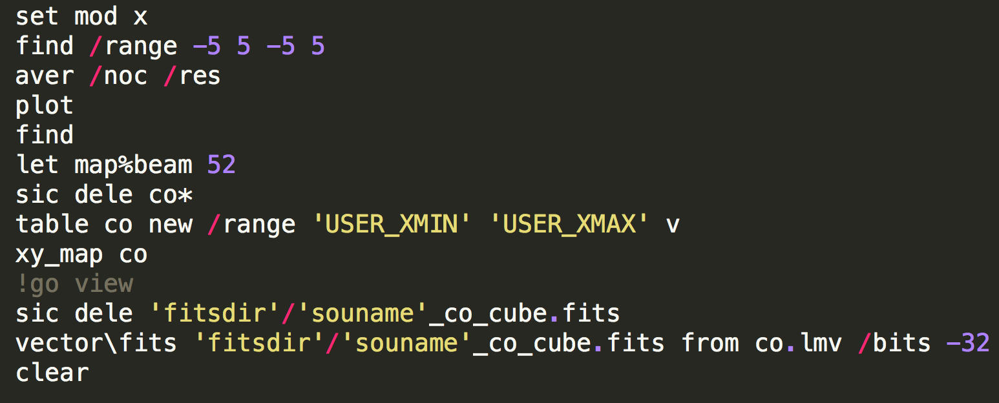 set mod x
find /range -5 5 -5 5
aver /noc /res
plot
find
let map%beam 52
sic dele co*
table co new /range 'USER_XMIN' 'USER_XMAX' v
xy_map co
!go view
sic dele 'fitsdir'/'souname'_co_cube.fits
vector\fits 'fitsdir'/'souname'_co_cube.fits from co.lmv /bits -32
clear